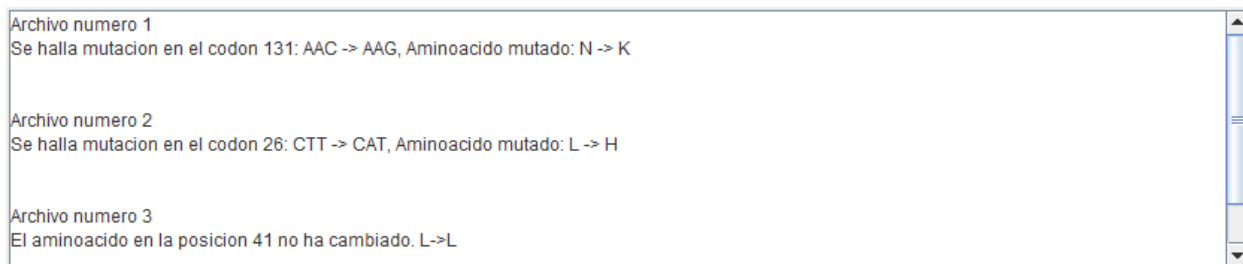 Archivo numero 1
Se halla mutacion en el codon 131: AAC -> AAG, Aminoacido mutado: N -> K
Archivo numero 2
Se halla mutacion en el codon 26: CTT -> CAT, Aminoacido mutado: L -> H
Archivo numero 3
El aminoacido en la posicion 41 no ha cambiado. L->L